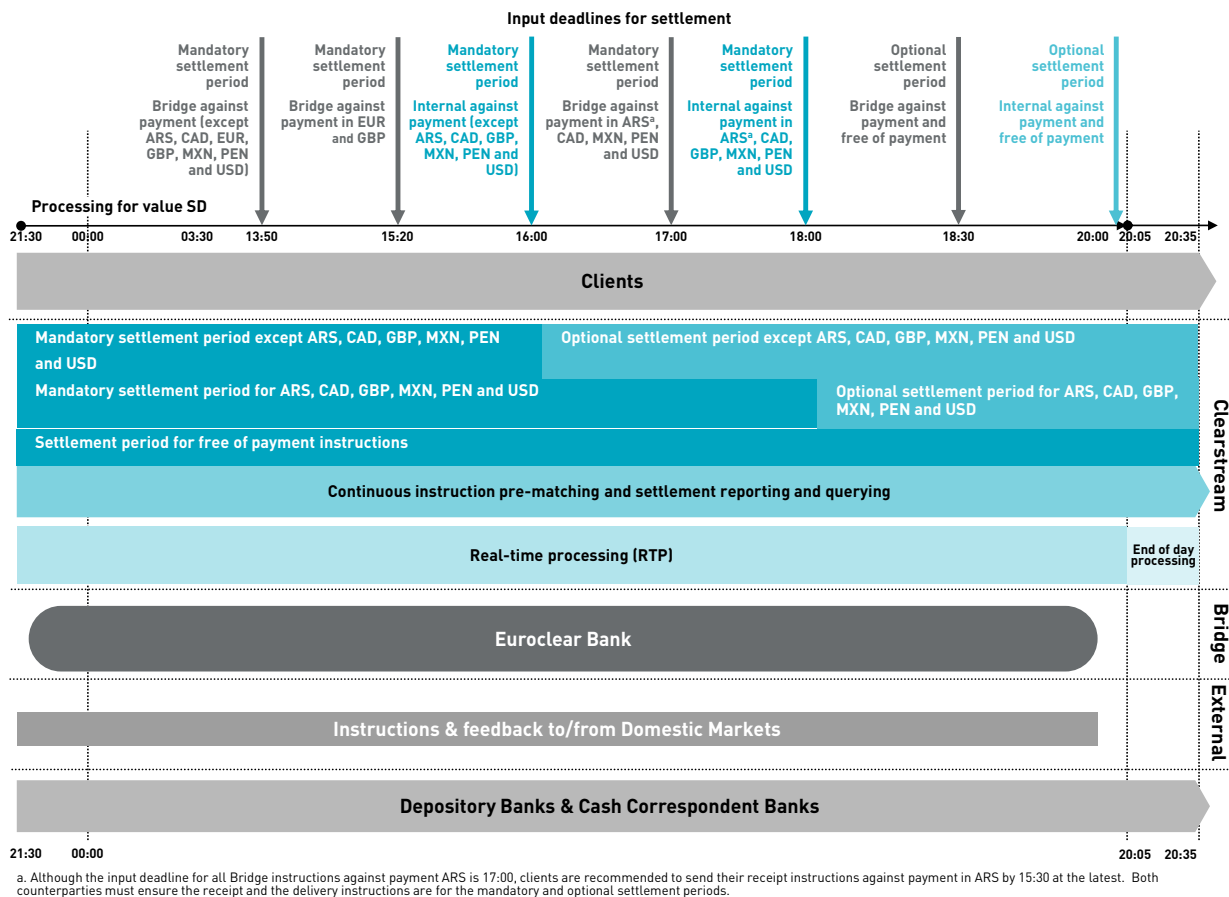 Input deadlines for settlement
Mandatory
settlement
period
Bridge against
payment (except
ARS, CAD, EUR,
GBP, MXN, PEN
and USD)
Mandatory
settlement
period
Bridge against
payment in EUR
and GBP
Mandatory
settlement
period
Internal against
payment (except
ARS, CAD, GBP,
MXN, PEN and
USD)
Mandatory
settlement
period
Bridge against
payment in ARSª,
CAD, MXN, PEN
and USD
Mandatory
settlement
period
Internal against
payment in
ARSª, CAD,
GBP, MXN, PEN
and USD
Optional
settlement
period
Bridge against
payment and
free of payment
Optional
settlement
period
Internal against
payment and
free of payment
Processing for value SD
21:30 00:00 03:30 13:50 15:20 16:00 17:00 18:00 18:30 20:00 20:05 20:35
Clients
Mandatory settlement period except ARS, CAD, GBP, MXN, PEN
and USD
Optional settlement period except ARS, CAD, GBP, MXN, PEN and USD
Mandatory settlement period for ARS, CAD, GBP, MXN, PEN and USD
Optional settlement period for ARS, CAD, GBP,
MXN, PEN and USD
Settlement period for free of payment instructions
Continuous instruction pre-matching and settlement reporting and querying
Real-time processing (RTP)
End of day
processing
Clearstream
Euroclear Bank
Bridge
Instructions & feedback to/from Domestic Markets
External
Depository Banks & Cash Correspondent Banks
21:30 00:00 20:05 20:35
a. Although the input deadline for all Bridge instructions against payment ARS is 17:00, clients are recommended to send their receipt instructions against payment in ARS by 15:30 at the latest. Both
counterparties must ensure the receipt and the delivery instructions are for the mandatory and optional settlement periods.